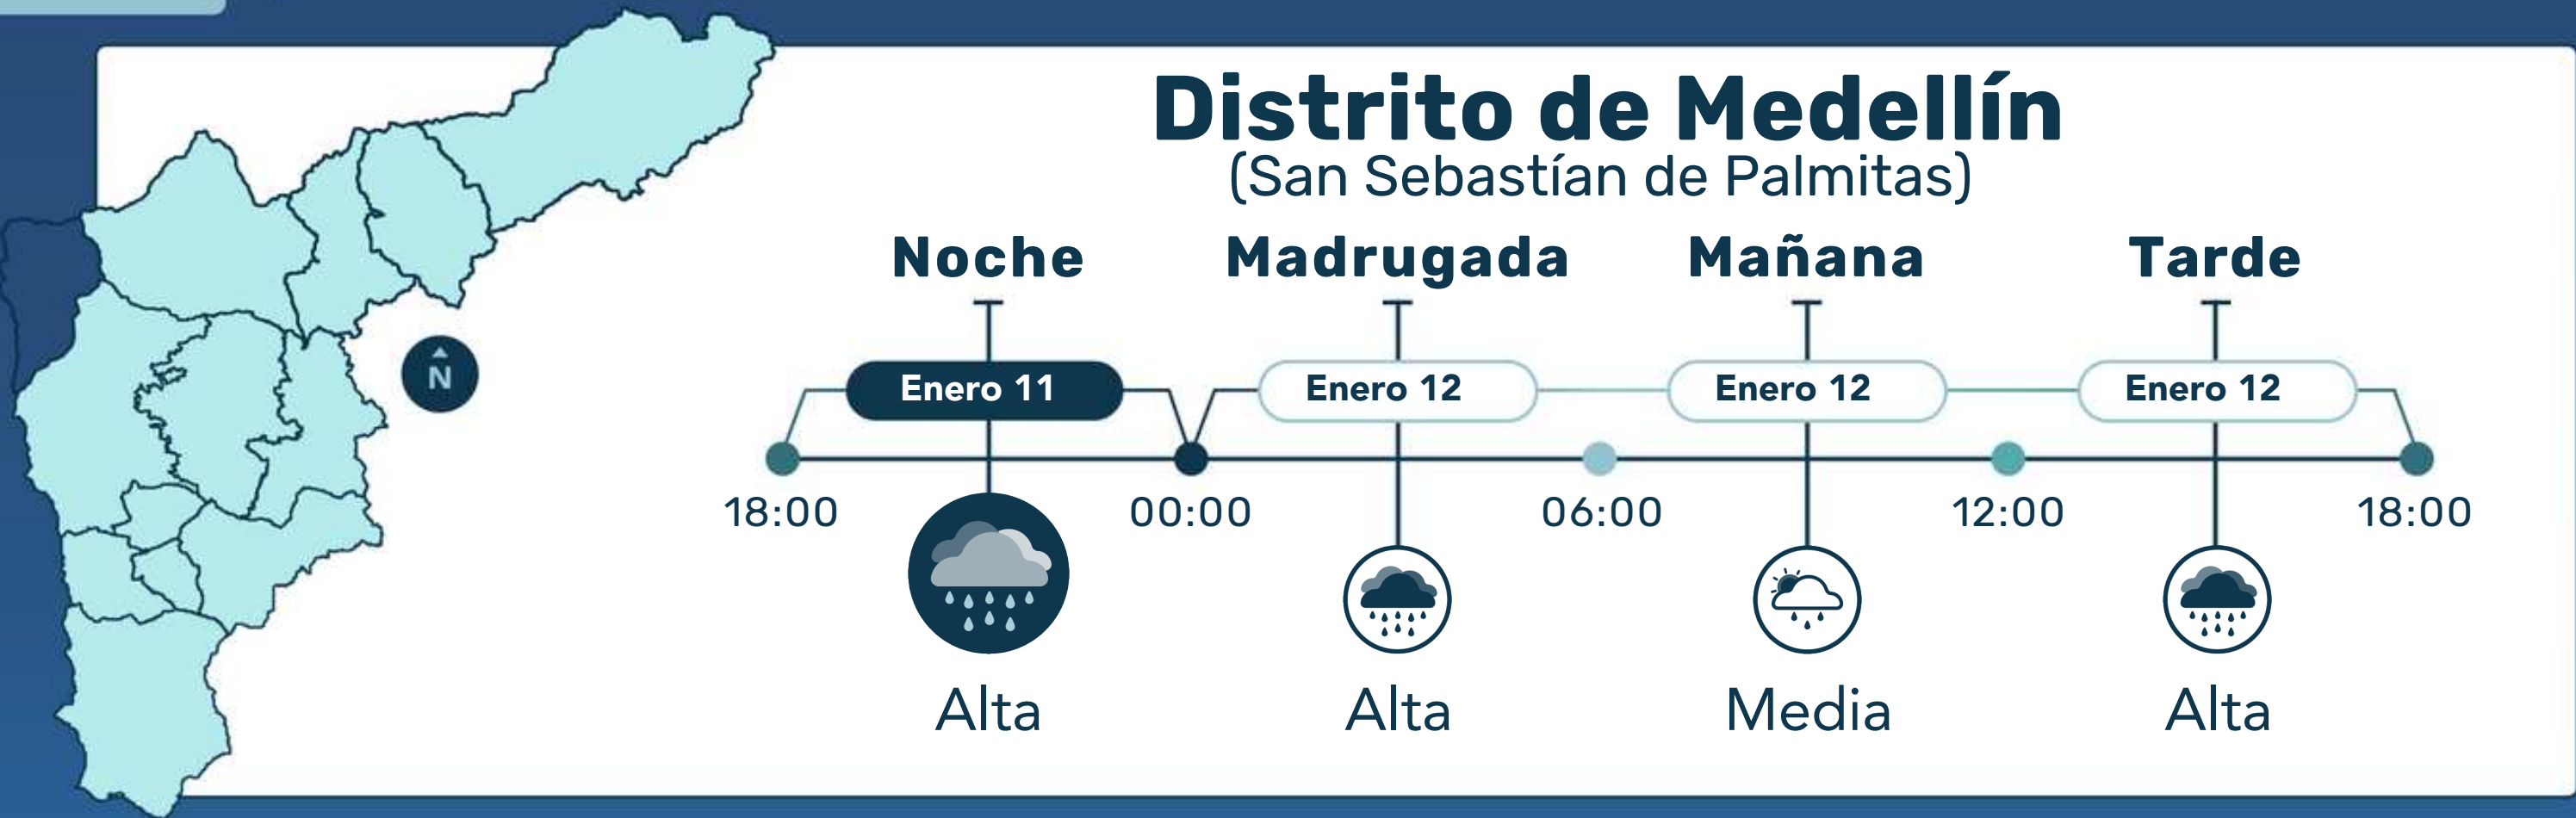 Distrito de Medellín
(San Sebastían de Palmitas)
Noche Madrugada Mañana Tarde
N
Enero 11 Enero 12 Enero 12 Enero 12
18:00 00:00 06:00 12:00 18:00
Alta Alta Media Alta